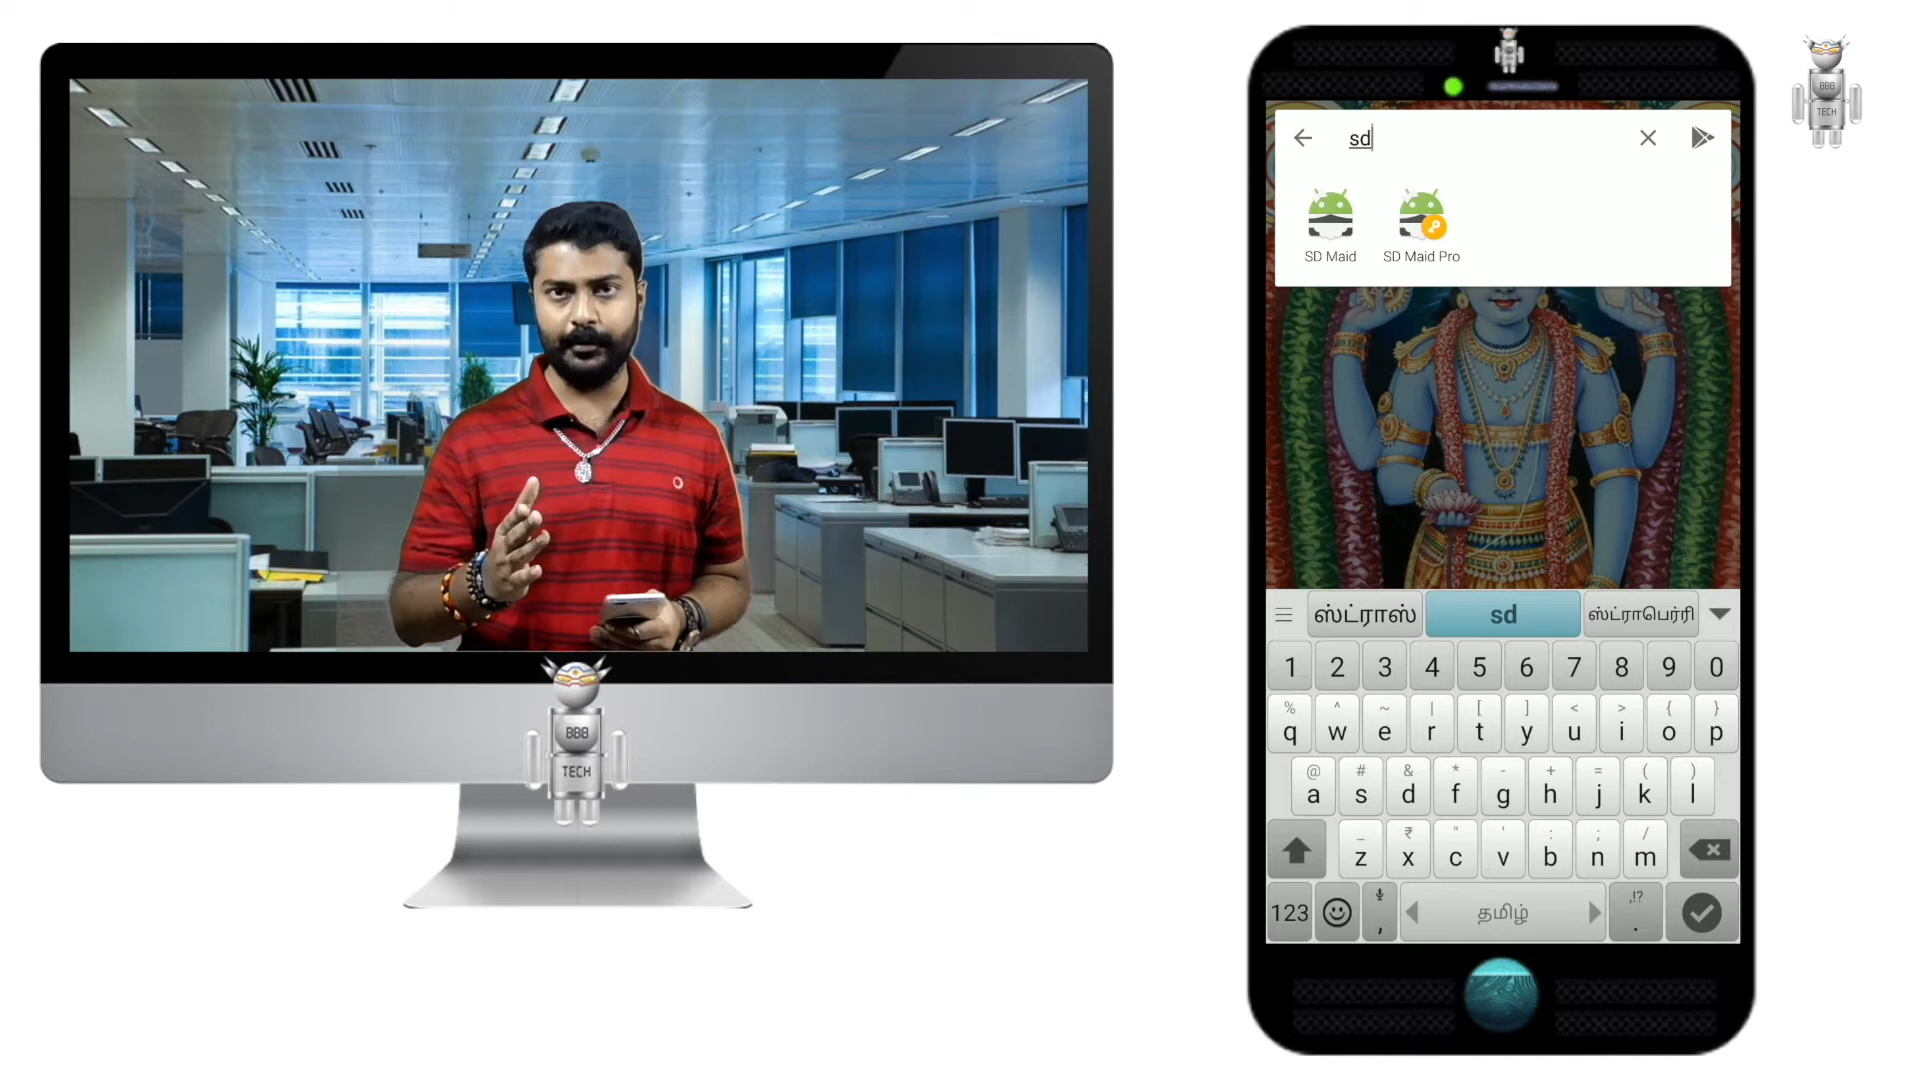 BBB
TECH
sd
SD Maid
SD Maid Pro
BBB
TECH
ஸ்ட்ராஸ்
sd
ஸ்ட்ராபெர்ரி
1 2 3 4 5 6 7 8 9 0
% ^ ~ | [ ] < > { }
q w e r t y u i o p
@ # & * - + = ( )
a s d f g h j k l
_ ₹ " ' : ; /
z x c v b n m
,!?
123 , தமிழ் .